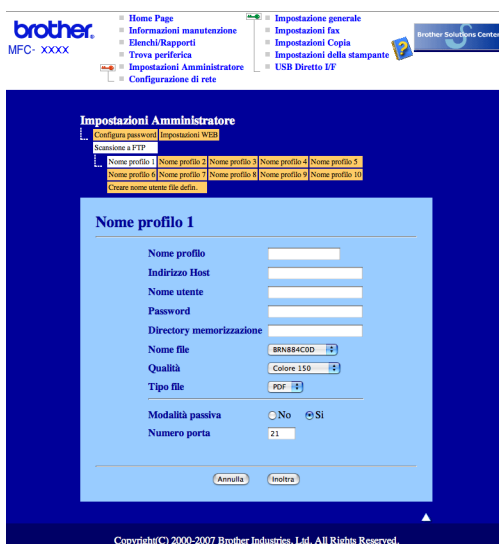 brother®
MFC- XXXX
Home Page
Informazioni manutenzione
Elenchi/Rapporti
Trova periferica
Impostazioni Amministratore
Configurazione di rete
Impostazione generale
Impostazioni fax
Impostazioni Copia
Impostazioni della stampante
USB Diretto I/F
Brother Solutions Center
Impostazioni Amministratore
Configura password Impostazioni WEB
Scansione a FTP
Nome profilo 1 Nome profilo 2 Nome profilo 3 Nome profilo 4 Nome profilo 5
Nome profilo 6 Nome profilo 7 Nome profilo 8 Nome profilo 9 Nome profilo 10
Creare nome utente file defin.
Nome profilo 1
Nome profilo
Indirizzo Host
Nome utente
Password
Directory memorizzazione
Nome file BRN884C0D
Qualità Colore 150
Tipo file PDF
Modalità passiva No Si
Numero porta 21
Annulla Inoltra
Copyright(C) 2000-2007 Brother Industries, Ltd. All Rights Reserved.